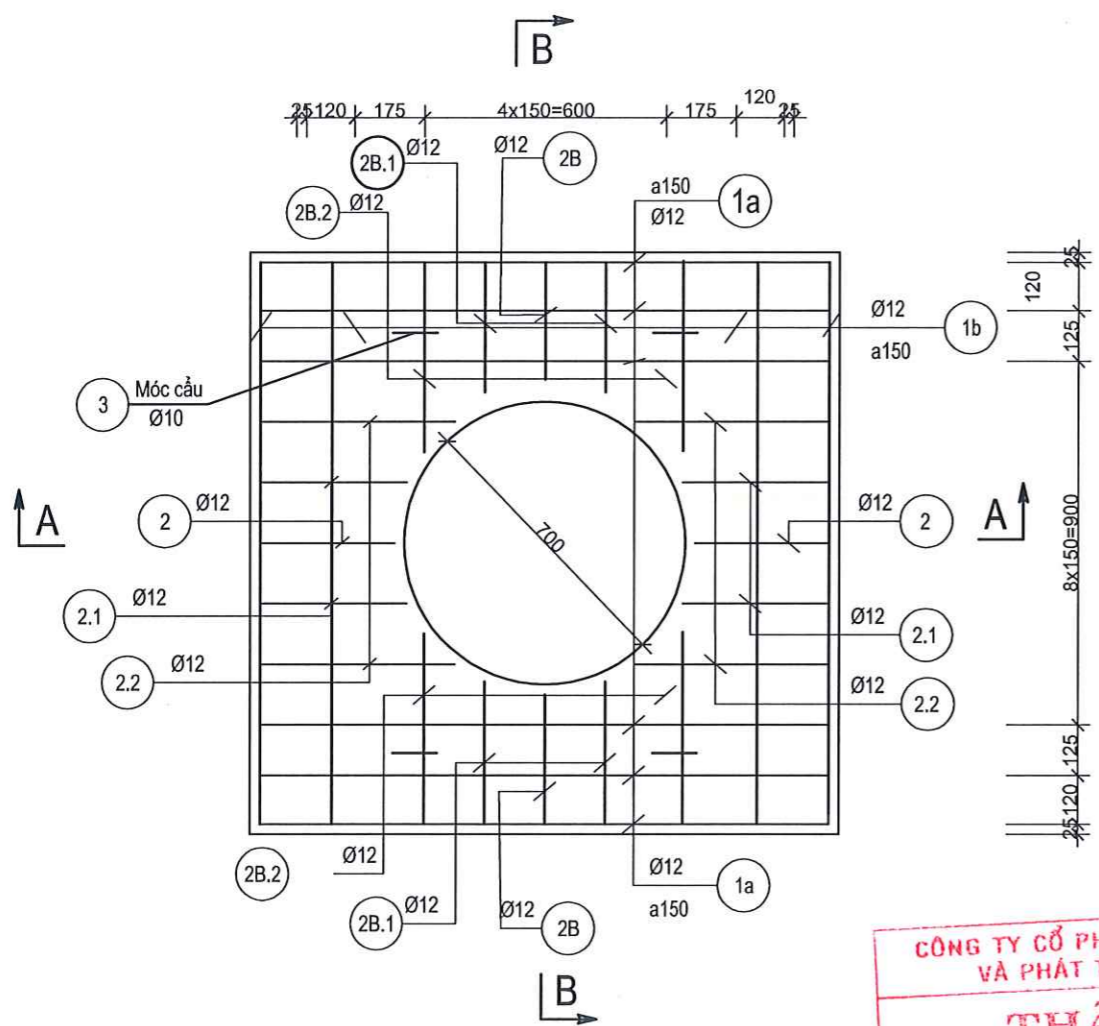 B
25
120
175
4x150=600
175
120
25
2B.1
Ø12
Ø12
2B
2B.2
Ø12
a150
Ø12
1a
25
120
Ø12
a150
1b
125
3
Móc cẩu
Ø10
A
2
Ø12
700
Ø12
2
A
8x150=900
2.1
Ø12
Ø12
2.1
2.2
Ø12
Ø12
2.2
125
120
25
2B.2
Ø12
2B.1
Ø12
Ø12
2B
Ø12
a150
1a
B
CÔNG TY CỔ PH
VÀ PHÁT T